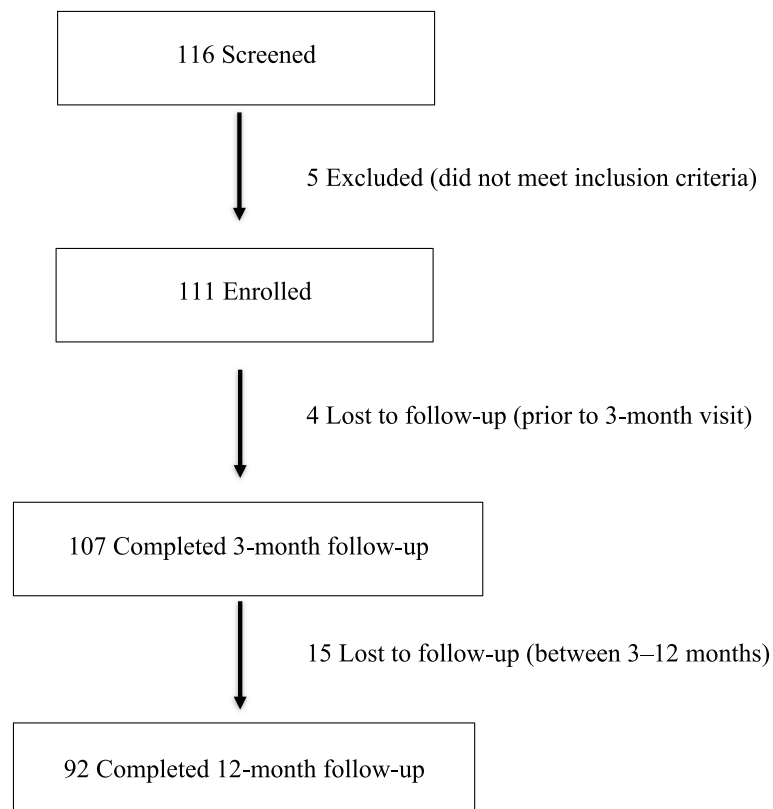 116 Screened
5 Excluded (did not meet inclusion criteria)
111 Enrolled
4 Lost to follow-up (prior to 3-month visit)
107 Completed 3-month follow-up
15 Lost to follow-up (between 3–12 months)
92 Completed 12-month follow-up